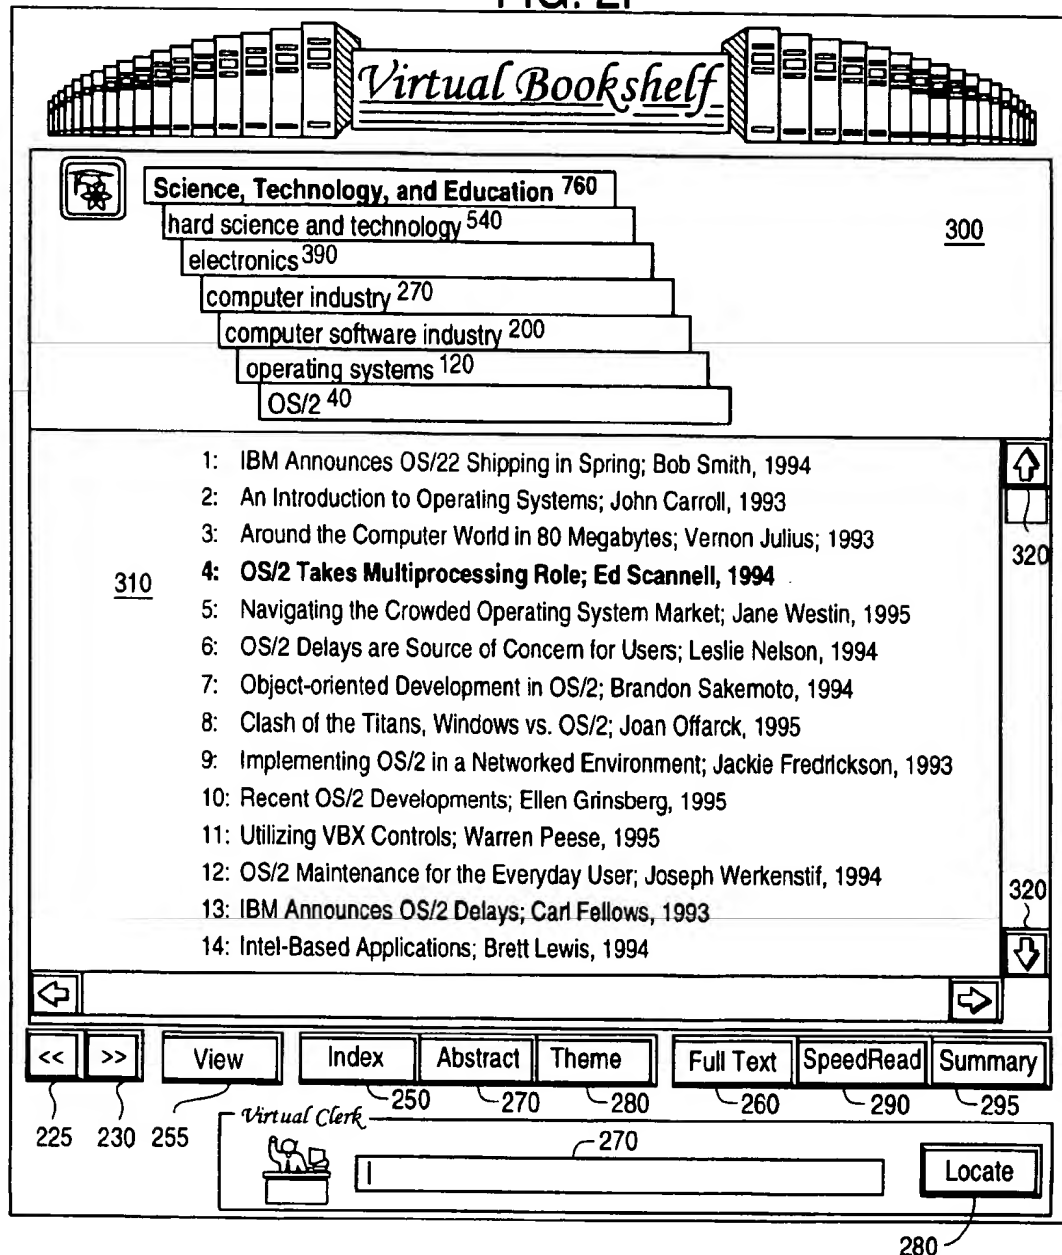 Virtual Bookshelf
Science, Technology, and Education 760
hard science and technology 540
300
electronics 390
computer industry 270
computer software industry 200
operating systems 120
OS/2 40
1: IBM Announces OS/22 Shipping in Spring; Bob Smith, 1994
2: An Introduction to Operating Systems; John Carroll, 1993
3: Around the Computer World in 80 Megabytes; Vernon Julius; 1993
320
310
4: OS/2 Takes Multiprocessing Role; Ed Scannell, 1994
5: Navigating the Crowded Operating System Market; Jane Westin, 1995
6: OS/2 Delays are Source of Concern for Users; Leslie Nelson, 1994
7: Object-oriented Development in OS/2; Brandon Sakemoto, 1994
8: Clash of the Titans, Windows vs. OS/2; Joan Offarck, 1995
9: Implementing OS/2 in a Networked Environment; Jackie Fredrickson, 1993
10: Recent OS/2 Developments; Ellen Grinsberg, 1995
11: Utilizing VBX Controls; Warren Peese, 1995
12: OS/2 Maintenance for the Everyday User; Joseph Werkenstif, 1994
320
13: IBM Announces OS/2 Delays; Carl Fellows, 1993
14: Intel-Based Applications; Brett Lewis, 1994
<< >> View Index Abstract Theme Full Text SpeedRead Summary
250 270 280 260 290 295
225 230 255
Virtual Clerk
270
Locate
280